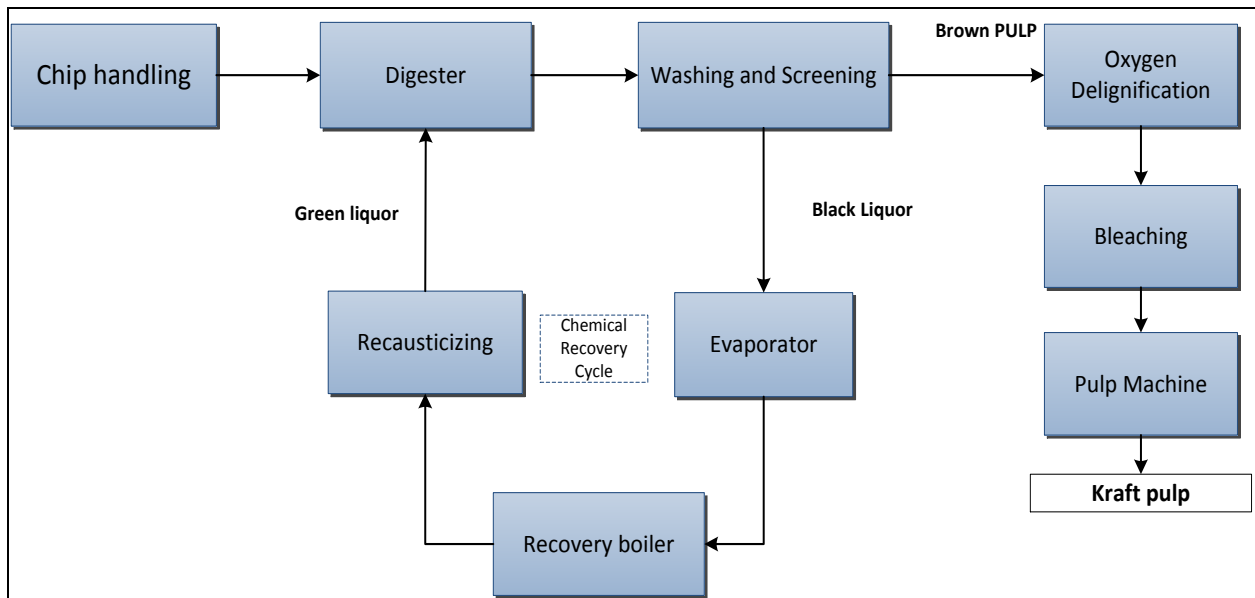 Brown PULP
Chip handling
Digester
Washing and Screening
Oxygen
Delignification
Green liquor
Black Liquor
Bleaching
Recausticizing
Chemical
Recovery
Cycle
Evaporator
Pulp Machine
Kraft pulp
Recovery boiler